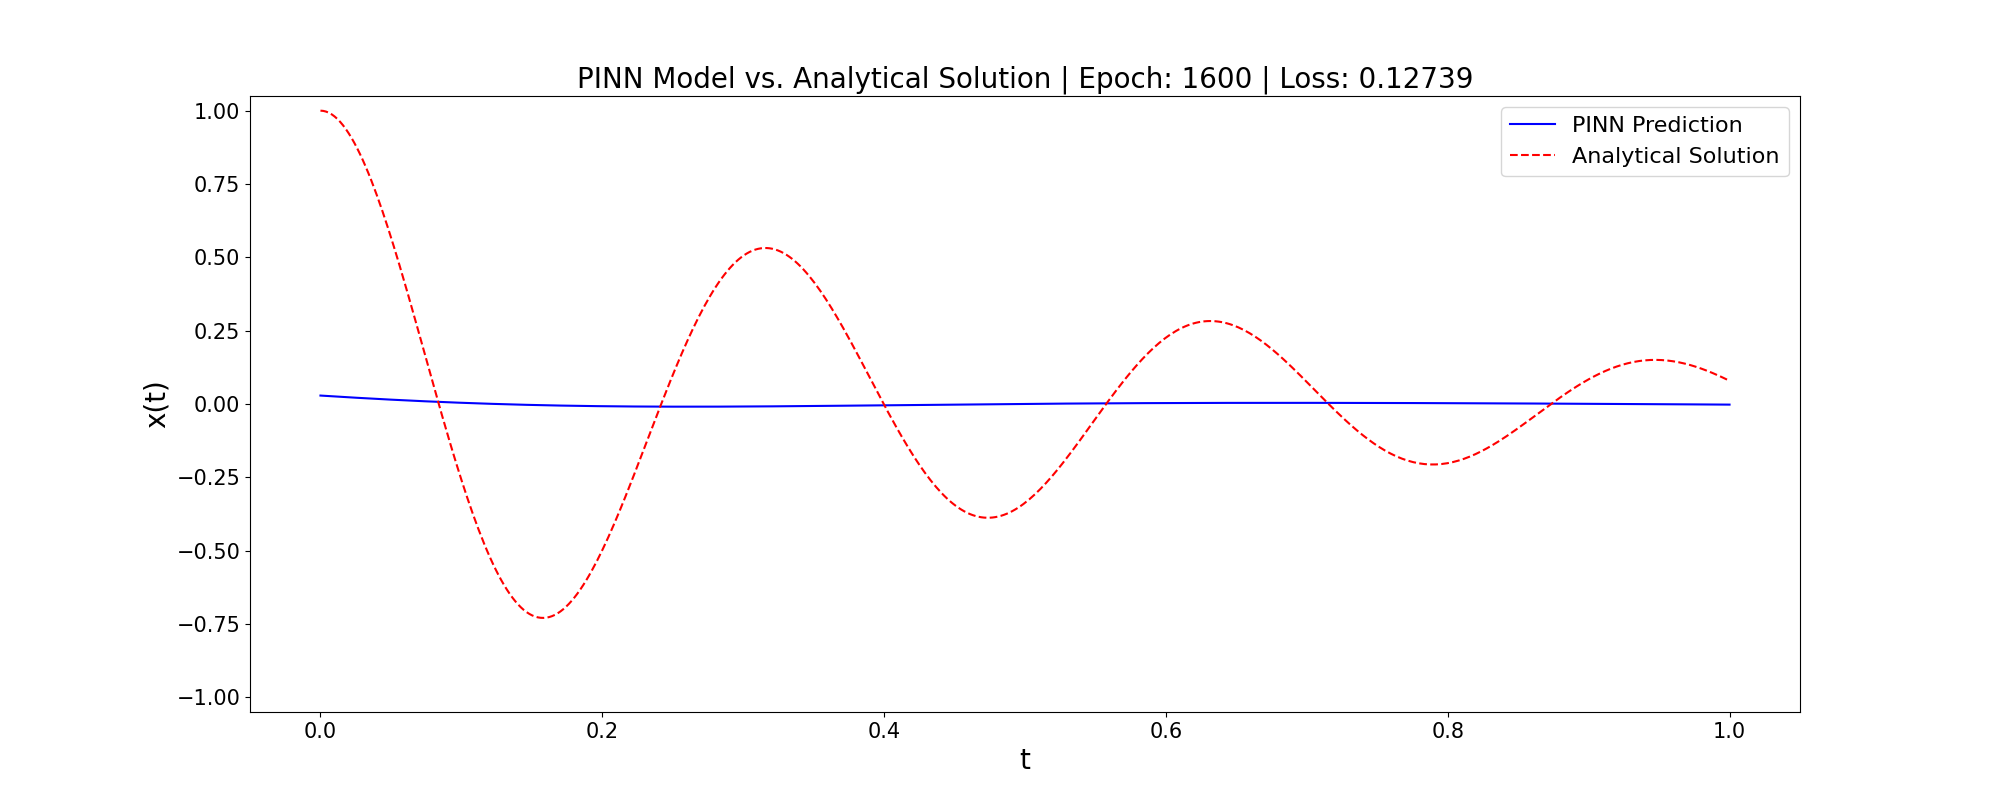 PINN Model vs. Analytical Solution | Epoch: 1600 | Loss: 0.12739
PINN Prediction
Analytical Solution
1.00
0.75
0.50
0.25
0.00
−0.25
−0.50
−0.75
−1.00
x(t)
0.0 0.2 0.4 0.6 0.8 1.0
t